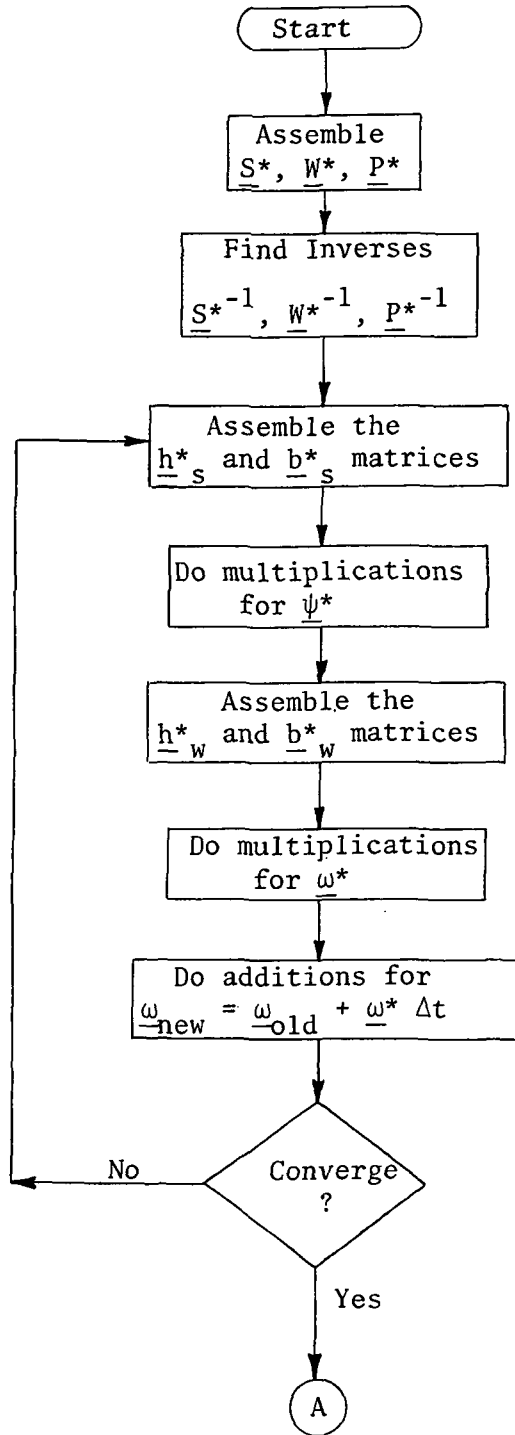 Start
Assemble
S*, W*, P*
Find Inverses
S*⁻¹, W*⁻¹, P*⁻¹
Assemble the
h*ₛ and b*ₛ matrices
Do multiplications
for ψ*
Assemble the
h*w and b*w matrices
Do multiplications
for ω*
Do additions for
ωnew = ωold + ω* Δt
Converge
?
No
Yes
A